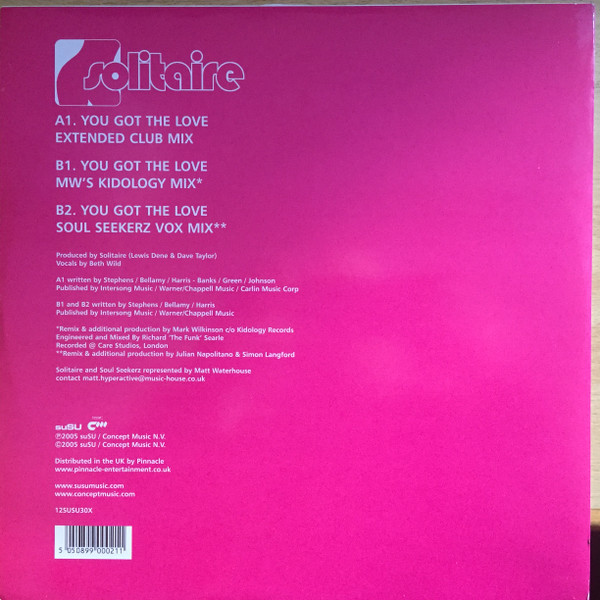 Solitaire
A1. YOU GOT THE LOVE
EXTENDED CLUB MIX
B1. YOU GOT THE LOVE
MW'S KIDOLOGY MIX*
B2. YOU GOT THE LOVE
SOUL SEEKERZ VOX MIX**
Produced by Solitaire (Lewis Dene & Dave Taylor)
Vocals by Beth Wild
A1 written by Stephens / Bellamy / Harris - Banks / Green / Johnson
Published by Intersong Music / Warner/Chappell Music / Carlin Music Corp
B1 and B2 written by Stephens / Bellamy / Harris
Published by Intersong Music / Warner/Chappell Music
*Remix & additional production by Mark Wilkinson c/o Kidology Records
Engineered and Mixed By Richard 'The Funk' Searle
Recorded @ Care Studios, London
**Remix & additional production by Julian Napolitano & Simon Langford
Solitaire and Soul Seekerz represented by Matt Waterhouse
contact matt.hyperactive@music-house.co.uk
suSU
℗2005 suSU / Concept Music N.V.
©2005 suSU / Concept Music N.V.
Distributed in the UK by Pinnacle
www.pinnacle-entertainment.co.uk
www.susumusic.com
www.conceptmusic.com
12SUSU30X
5 050899 000211